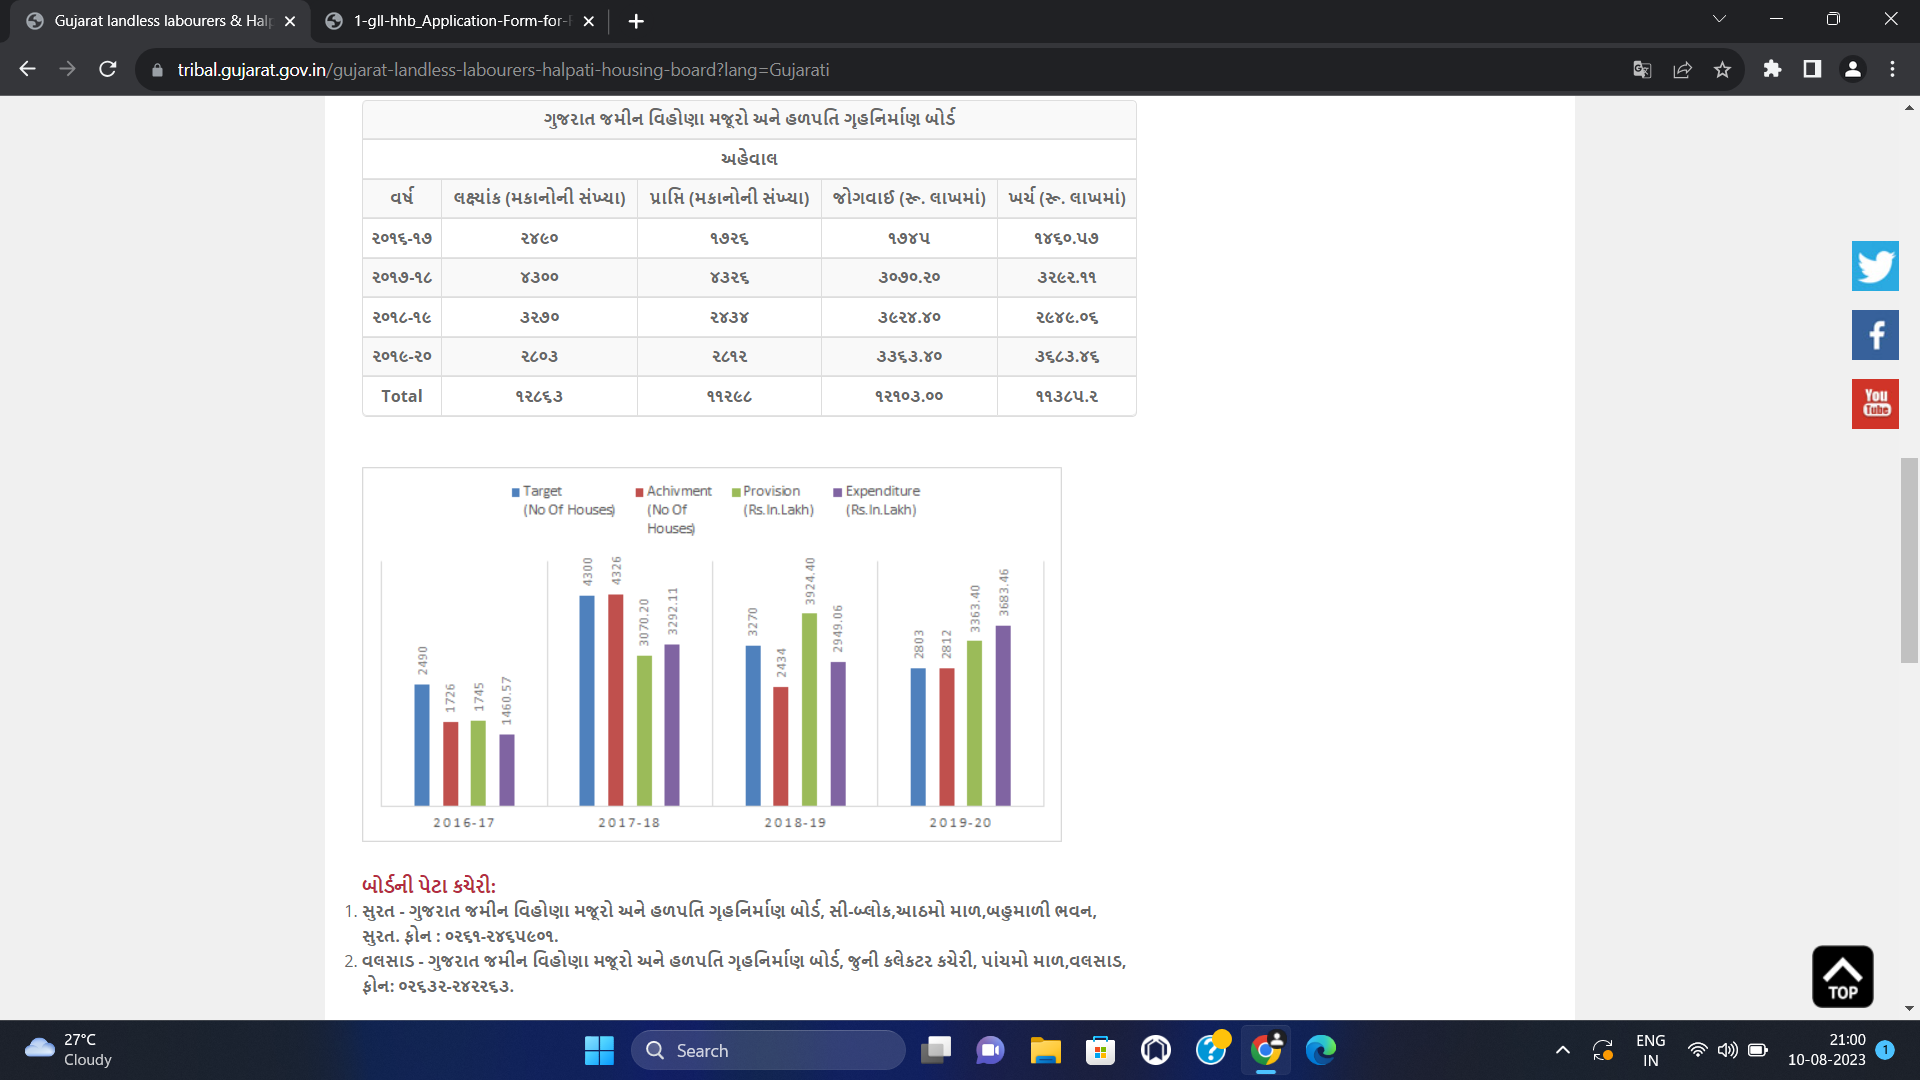 Gujarat landless labourers & Halp
1-gll-hhb_Application-Form-for-F
tribal.gujarat.gov.in/gujarat-landless-labourers-halpati-housing-board?lang=Gujarati
ગુજરાત જમીન વિહોણા મજૂરો અને હળપતિ ગૃહનિર્માણ બોર્ડ
અહેવાલ
વર્ષ લક્ષ્યાંક (મકાનોની સંખ્યા) પ્રાપ્તિ (મકાનોની સંખ્યા) જોગવાઈ (રૂ. લાખમાં) ખર્ચ (રૂ. લાખમાં)
૨૦૧૬-૧૭ ૨૪૯૦ ૧૭૨૬ ૧૭૪૫ ૧૪૬૦.૫૭
૨૦૧૭-૧૮ ૪૩૦૦ ૪૩૨૬ ૩૦૭૦.૨૦ ૩૨૯૨.૧૧
૨૦૧૮-૧૯ ૩૨૭૦ ૨૪૩૪ ૩૯૨૪.૪૦ ૨૯૪૯.૦૬
૨૦૧૯-૨૦ ૨૮૦૩ ૨૮૧૨ ૩૩૬૩.૪૦ ૩૬૮૩.૪૬
Total ૧૨૮૬૩ ૧૧૨૯૮ ૧૨૧૦૩.૦૦ ૧૧૩૮૫.૨
You
Tube
Target Achivment Provision Expenditure
(No Of Houses) (No Of (Rs.In.Lakh) (Rs.In.Lakh)
Houses)
2490 1726 1745 1460.57
4300 4326 3070.20 3292.11
3270 2434 3924.40 2949.06
2803 2812 3363.40 3683.46
2016-17 2017-18 2018-19 2019-20
બોર્ડની પેટા કચેરી:
1. સુરત - ગુજરાત જમીન વિહોણા મજૂરો અને હળપતિ ગૃહનિર્માણ બોર્ડ, સી-બ્લોક,આઠમો માળ,બહુમાળી ભવન,
સુરત. ફોન : ૦૨૬૧-૨૪૬૫૯૦૧.
2. વલસાડ - ગુજરાત જમીન વિહોણા મજૂરો અને હળપતિ ગૃહનિર્માણ બોર્ડ, જુની કલેકટર કચેરી, પાંચમો માળ,વલસાડ,
ફોન: ૦૨૬૩૨-૨૪૨૨૬૩.
TOP
27°C
Cloudy
Search
ENG
IN
21:00
10-08-2023
1